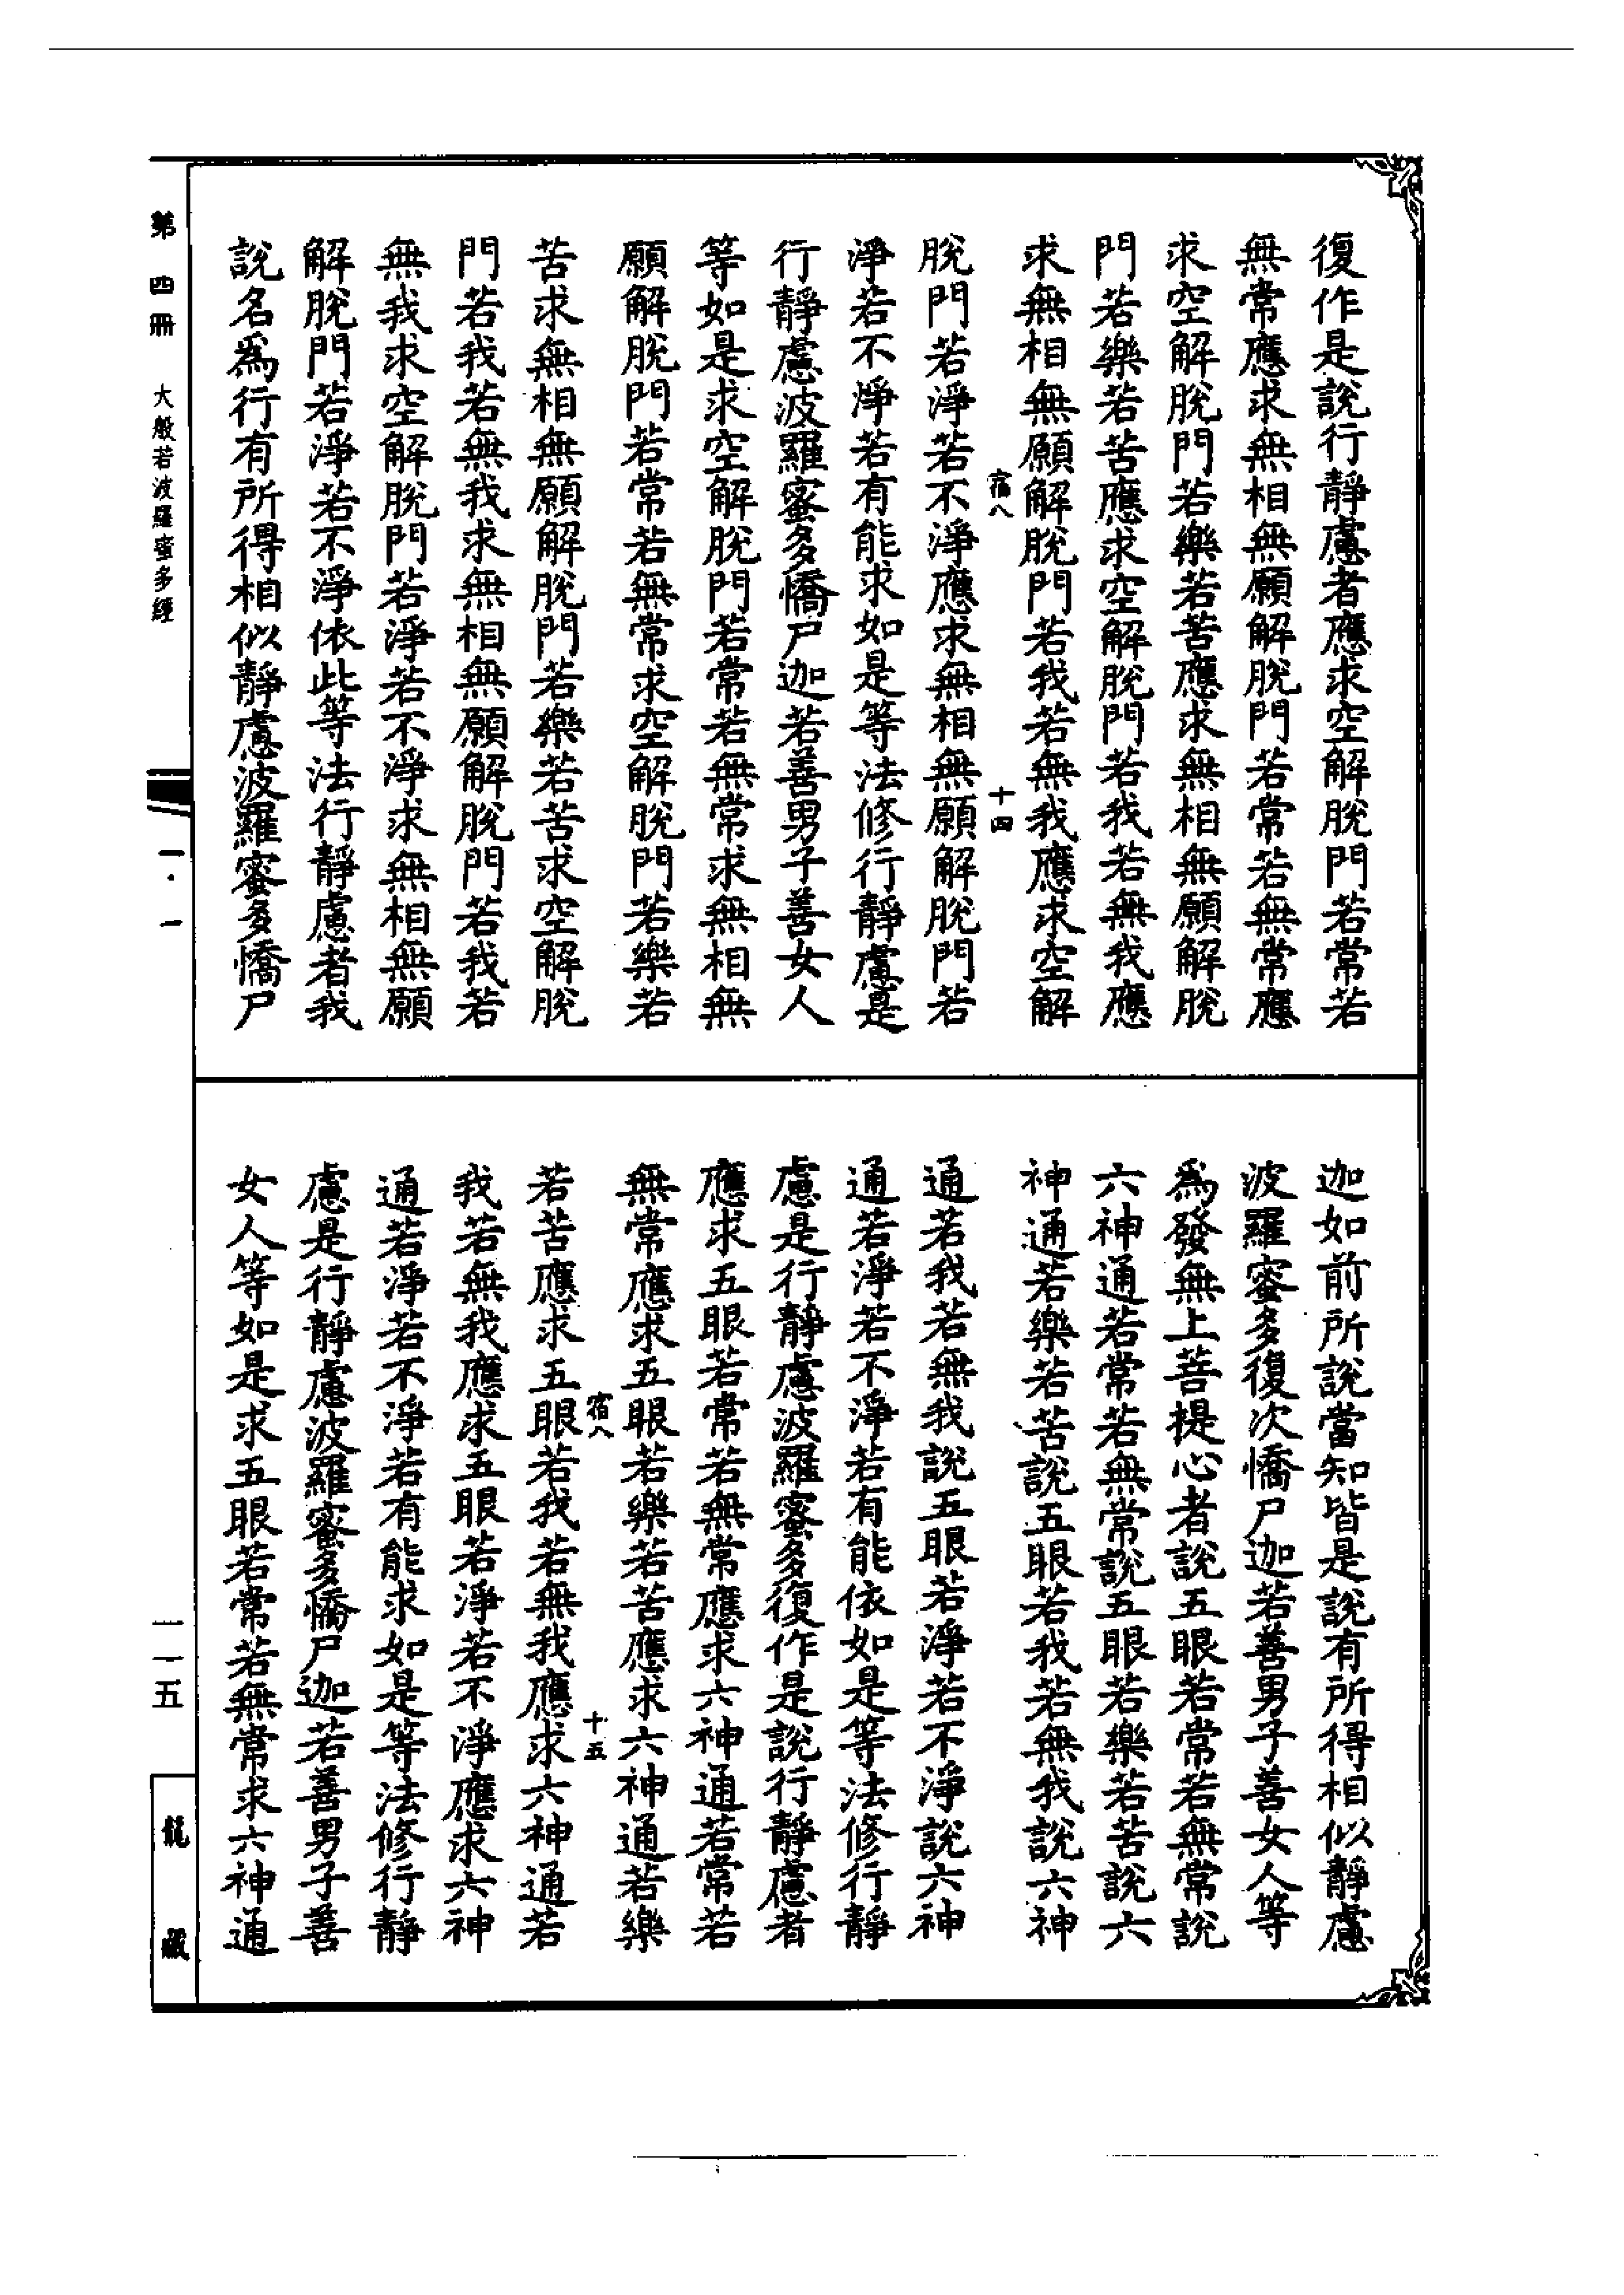 復作是說行靜慮者應求空解脫門若常若
無常應求無相無願解脫門若常若無常應
求空解脫門若樂若苦應求無相無願解脫
門若樂若苦應求空解脫門若我若無我應
求無相無願解脫門若我若無我應求空解
宿八
十四
脫門若淨若不淨應求無相無願解脫門若
淨若不淨若有能求如是等法修行靜慮是
行靜慮波羅蜜多憍尸迦若善男子善女人
等如是求空解脫門若常若無常求無相無
願解脫門若常若無常求空解脫門若樂若
苦求無相無願解脫門若樂若苦求空解脫
門若我若無我求無相無願解脫門若我若
無我求空解脫門若淨若不淨求無相無願
解脫門若淨若不淨依此等法行靜慮者我
說名為行有所得相似靜慮波羅蜜多憍尸
迦如前所說當知皆是說有所得相似靜慮
波羅蜜多復次憍尸迦若善男子善女人等
為發無上菩提心者說五眼若常若無常說
六神通若常若無常說五眼若樂若苦說六
神通若樂若苦說五眼若我若無我說六神
通若我若無我說五眼若淨若不淨說六神
通若淨若不淨若有能依如是等法修行靜
慮是行靜慮波羅蜜多復作是說行靜慮者
應求五眼若常若無常應求六神通若常若
無常應求五眼若樂若苦應求六神通若樂
宿八
十五
若苦應求五眼若我若無我應求六神通若
我若無我應求五眼若淨若不淨應求六神
通若淨若不淨若有能求如是等法修行靜
慮是行靜慮波羅蜜多憍尸迦若善男子善
女人等如是求五眼若常若無常求六神通
第四冊
大般若波羅蜜多經
一·一
一一五
龍藏